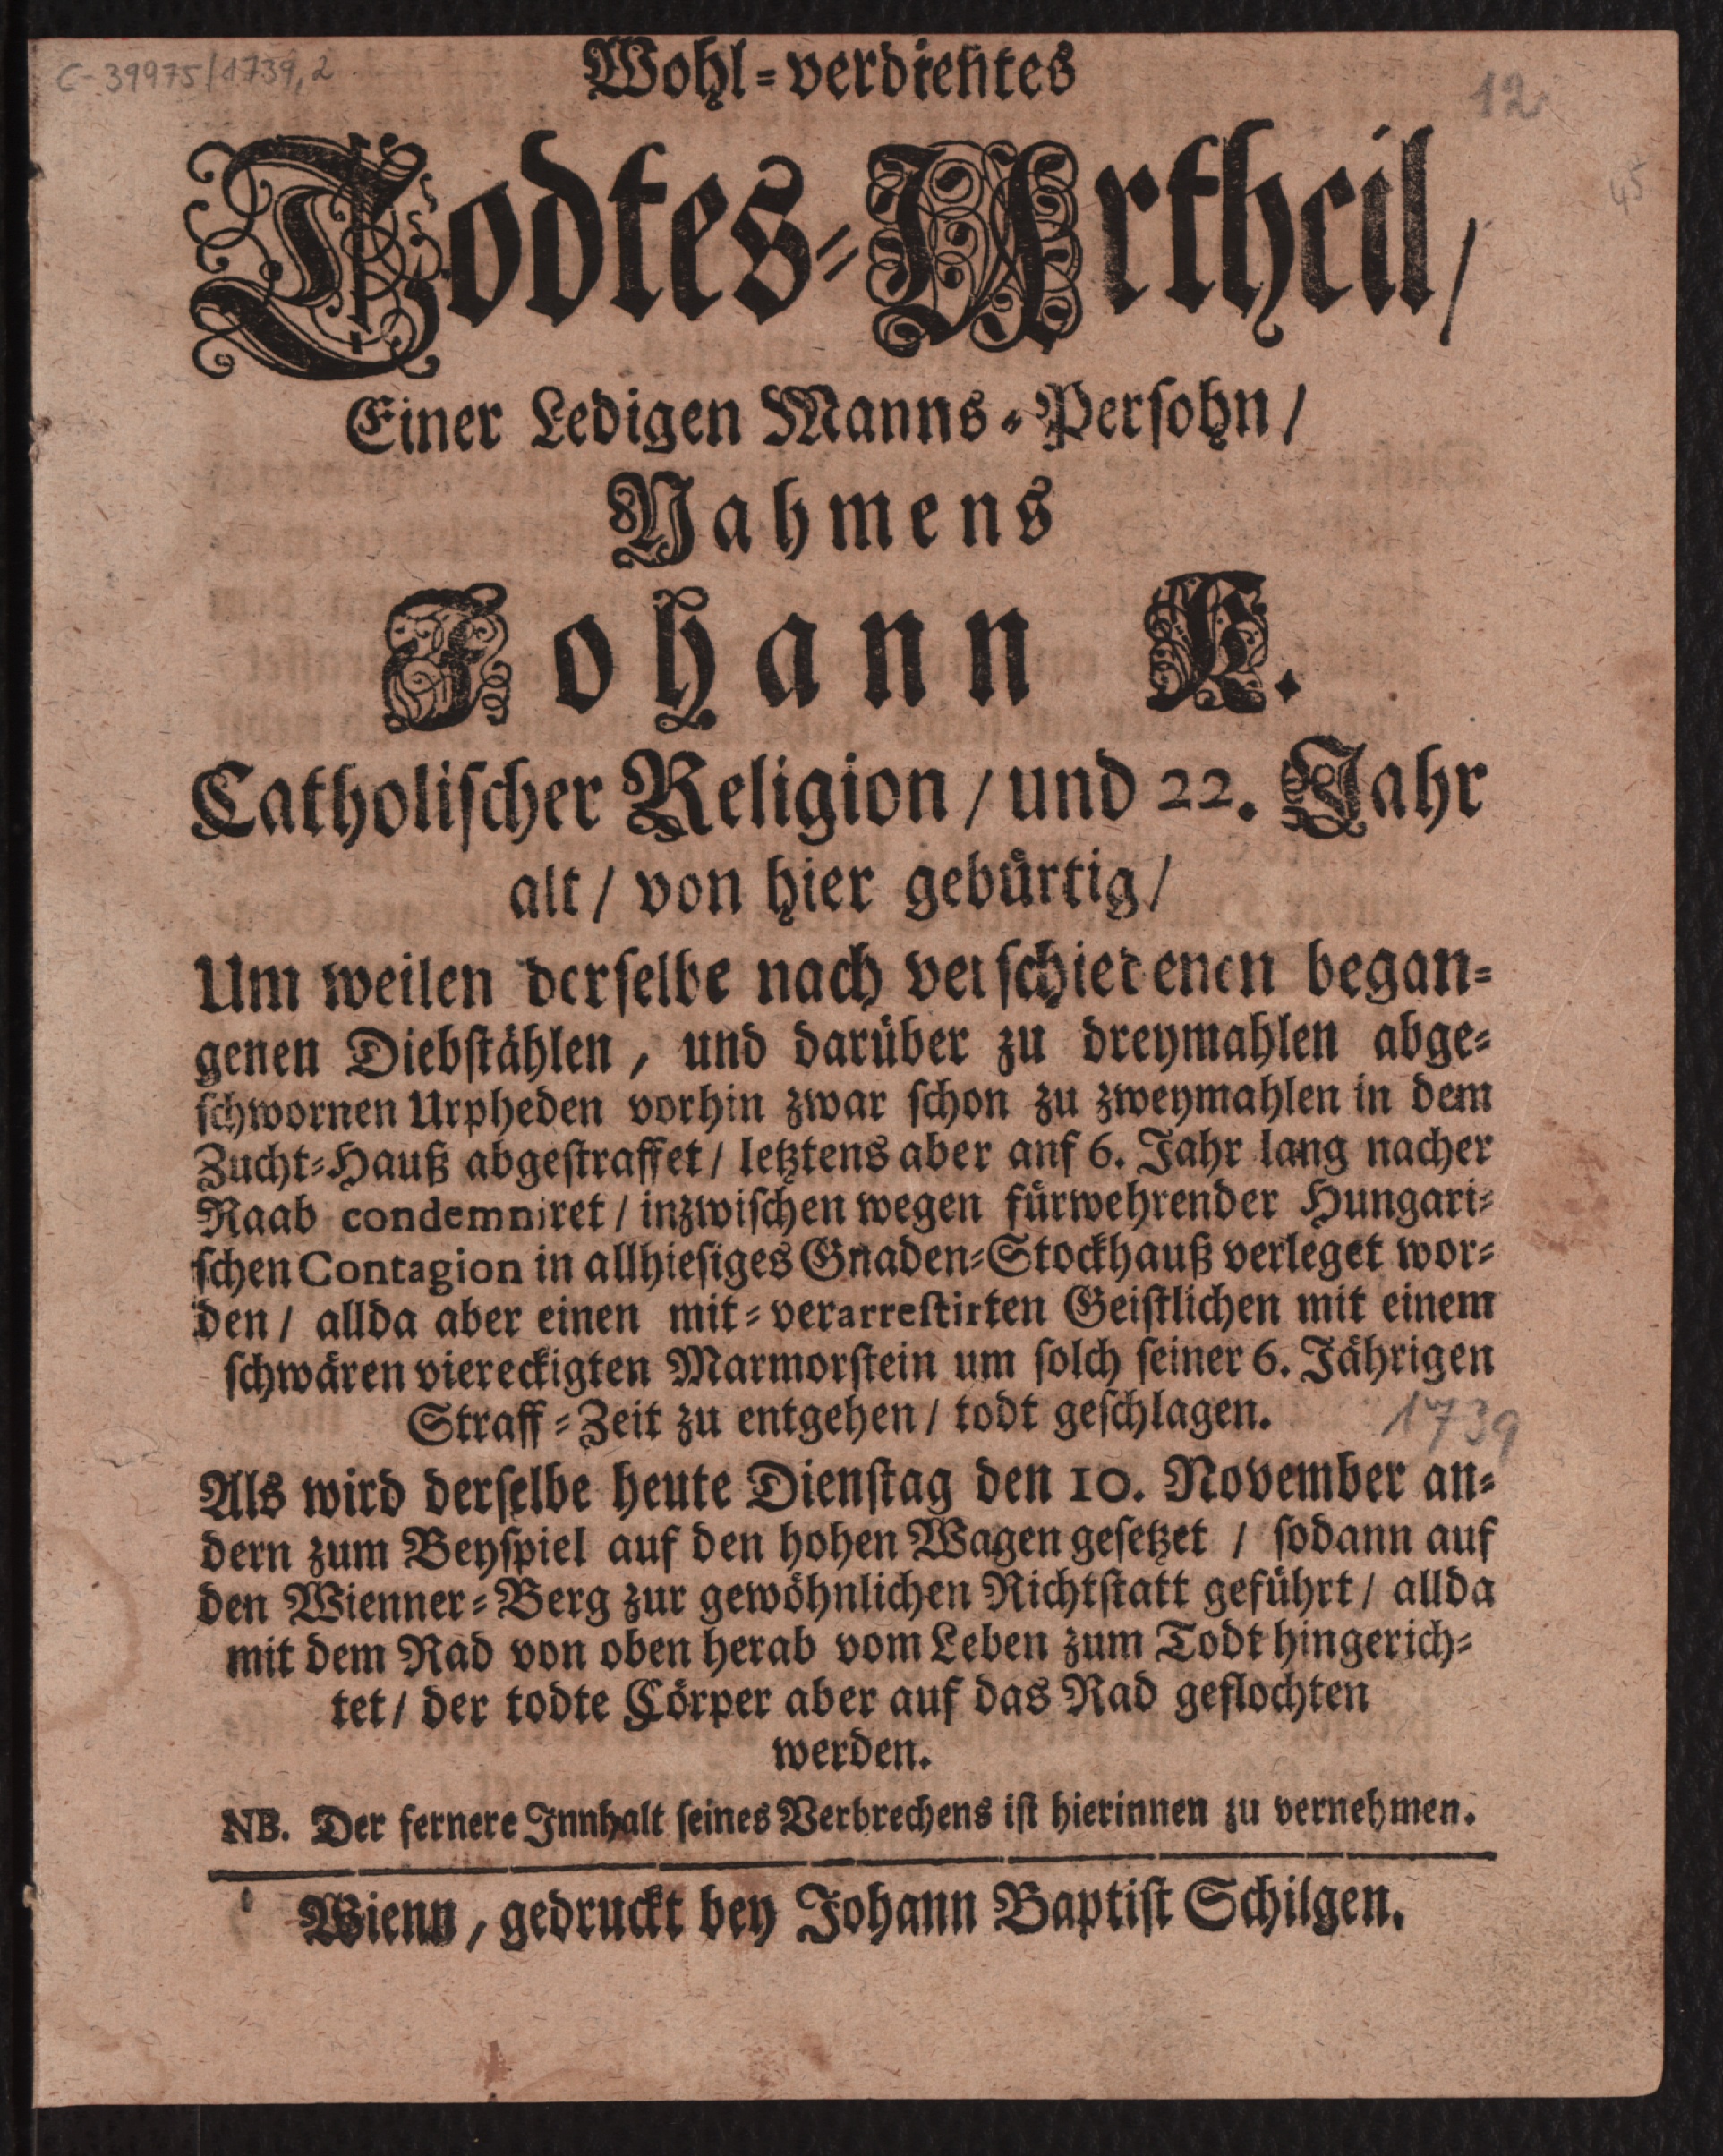 C-39975/1739,2
12
45
Wohl-verdientes
Todtes-Urtheil/
Einer Ledigen Manns-Persohn/
Nahmens
Johann K.
Catholischer Religion/ und 22. Jahr
alt/ von hier gebürtig/
Um weilen derselbe nach verschiedenen began-
genen Diebstählen, und darüber zu dreymahlen abge-
schwornen Urpheden vorhin zwar schon zu zweymahlen in dem
Zucht-Hauß abgestraffet/ letztens aber anf 6. Jahr lang nacher
Raab condemniret/ inzwischen wegen fürwehrender Hungari-
schen Contagion in allhiesiges Gnaden-Stockhauß verleget wor-
den/ allda aber einen mit-verarrestirten Geistlichen mit einem
schwären viereckigten Marmorstein um solch seiner 6. Jährigen
Straff-Zeit zu entgehen/ todt geschlagen.
1739
Als wird derselbe heute Dienstag den 10. November an-
dern zum Beyspiel auf den hohen Wagen gesetzet / sodann auf
den Wienner-Berg zur gewöhnlichen Richtstatt geführt/ allda
mit dem Rad von oben herab vom Leben zum Todt hingerich-
tet/ der todte Cörper aber auf das Rad geflochten
werden.
NB. Der fernere Innhalt seines Verbrechens ist hierinnen zu vernehmen.
Wienn, gedruckt bey Johann Baptist Schilgen.